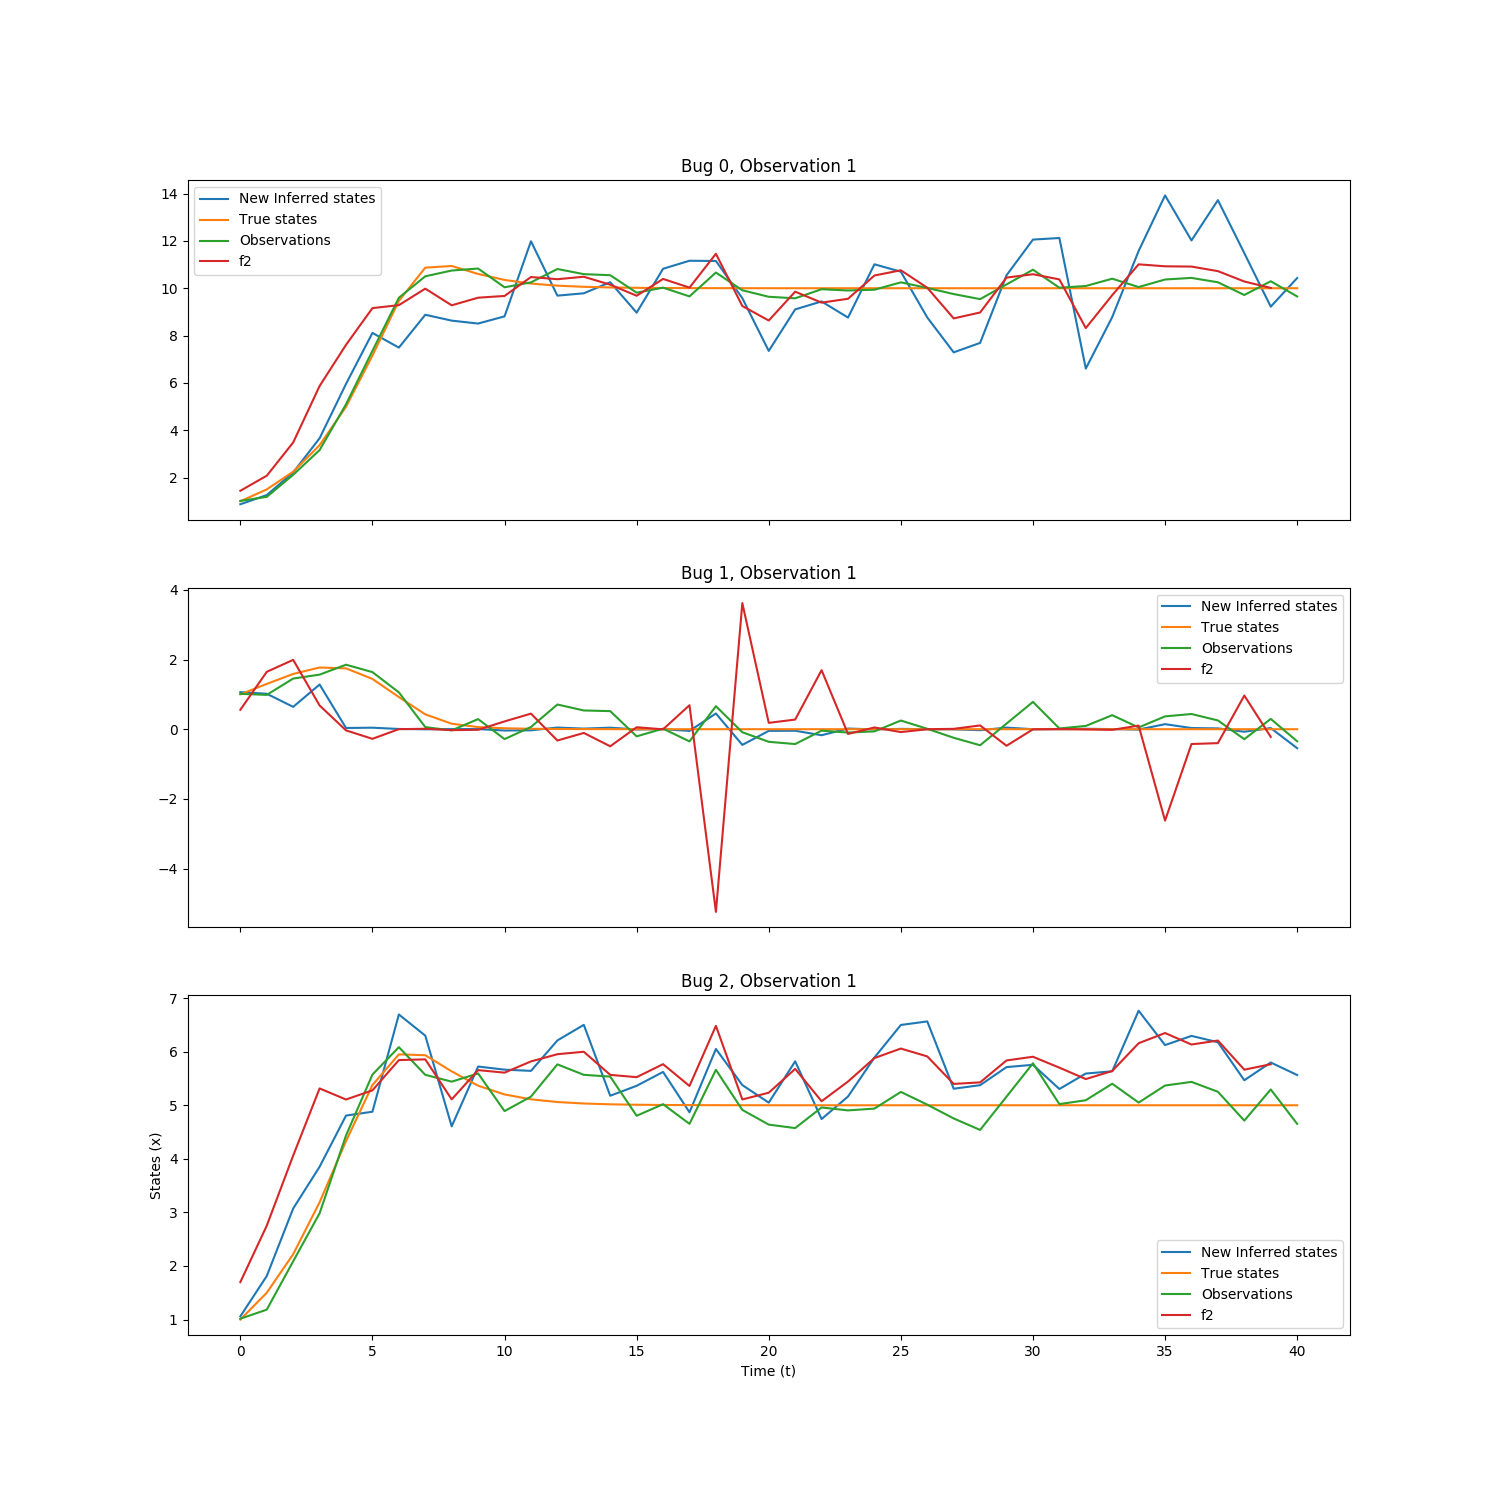 Bug 0, Observation 1
14
12
10
8
6
4
2
New Inferred states
True states
Observations
f2
Bug 1, Observation 1
4
2
0
−2
−4
New Inferred states
True states
Observations
f2
Bug 2, Observation 1
7
6
5
4
3
2
1
States (x)
New Inferred states
True states
Observations
f2
0 5 10 15 20 25 30 35 40
Time (t)